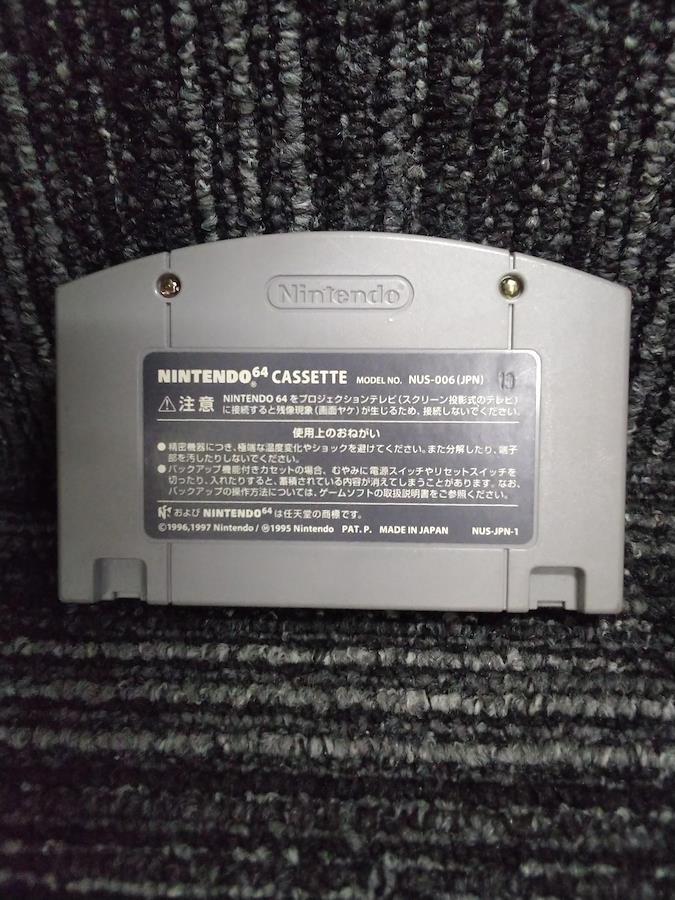 Nintendo
NINTENDO64® CASSETTE MODEL NO. NUS-006(JPN) 10
⚠注意 NINTENDO 64 をプロジェクションテレビ(スクリーン投影式のテレビ)
に接続すると残像現象(画面ヤケ)が生じるため、接続しないでください。
使用上のおねがい
●精密機器につき、極端な温度変化やショックを避けてください。また分解したり、端子
部を汚したりしないでください。
●バックアップ機能付きカセットの場合、むやみに電源スイッチやリセットスイッチを
切ったり、入れたりすると、蓄積されている内容が消えてしまうことがあります。なお、
バックアップの操作方法については、ゲームソフトの取扱説明書をご参照ください。
および NINTENDO64 は任天堂の商標です。
©1996,1997 Nintendo / ℗1995 Nintendo PAT. P. MADE IN JAPAN NUS-JPN-1